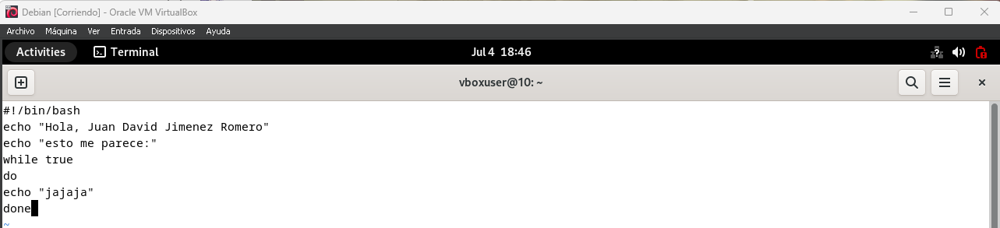 Debian [Corriendo] - Oracle VM VirtualBox
Archivo Máquina Ver Entrada Dispositivos Ayuda
Activities Terminal Jul 4 18:46
vboxuser@10: ~
#!/bin/bash
echo "Hola, Juan David Jimenez Romero"
echo "esto me parece:"
while true
do
echo "jajaja"
done
~